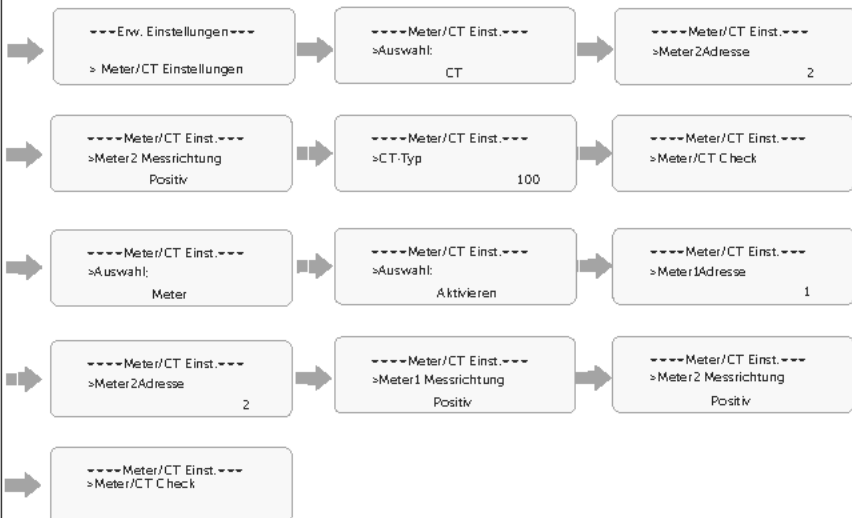 ---Erw. Einstellungen---
> Meter/CT Einstellungen
----Meter/CT Einst.---
>Auswahl:
CT
----Meter/CT Einst.---
>Meter2Adresse
2
----Meter/CT Einst.---
>Meter2 Messrichtung
Positiv
----Meter/CT Einst.---
>CT-Typ
100
----Meter/CT Einst.---
>Meter/CT Check
----Meter/CT Einst.---
>Auswahl;
Meter
----Meter/CT Einst.---
>Auswahl:
Aktivieren
----Meter/CT Einst.---
>Meter1Adresse
1
----Meter/CT Einst.---
>Meter2Adresse
2
----Meter/CT Einst.---
>Meter1 Messrichtung
Positiv
----Meter/CT Einst.---
>Meter2 Messrichtung
Positiv
----Meter/CT Einst.---
>Meter/CT Check